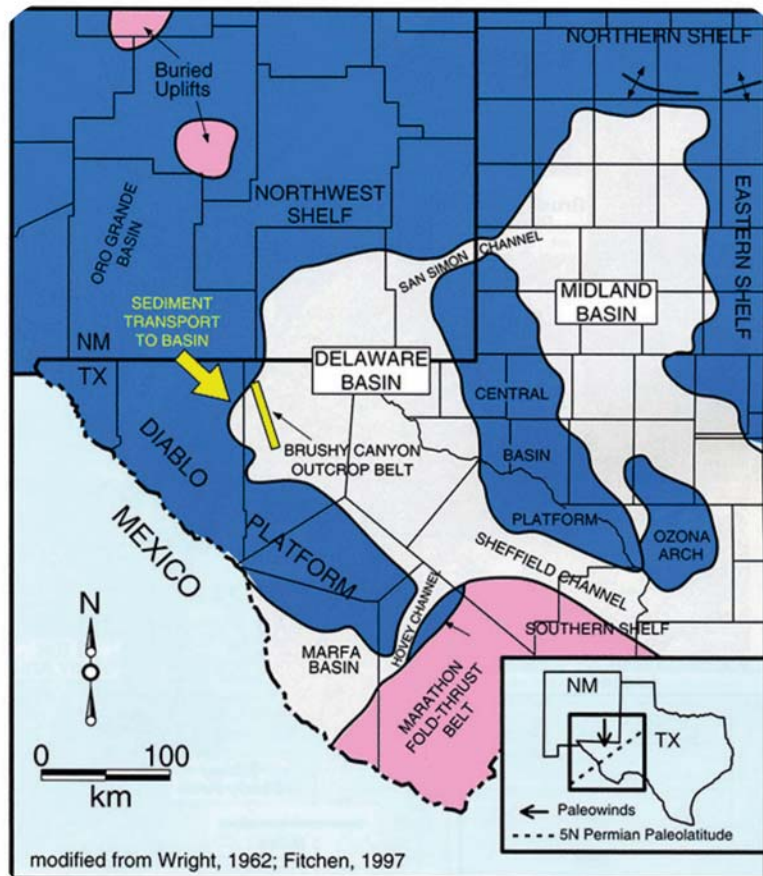 Buried
Uplifts
NORTHERN SHELF
NORTHWEST
SHELF
ORO GRANDE
BASIN
EASTERN SHELF
SAN SIMON CHANNEL
MIDLAND
BASIN
SEDIMENT
TRANSPORT
TO BASIN
NM
TX
DELAWARE
BASIN
CENTRAL
BASIN
PLATFORM
BRUSHY CANYON
OUTCROP BELT
DIABLO
PLATFORM
MEXICO
OZONA
ARCH
SHEFFIELD CHANNEL
HOVEY CHANNEL
SOUTHERN SHELF
MARFA
BASIN
MARATHON
FOLD-THRUST
BELT
N
0 100
km
NM
TX
Paleowinds
5N Permian Paleolatitude
modified from Wright, 1962; Fitchen, 1997